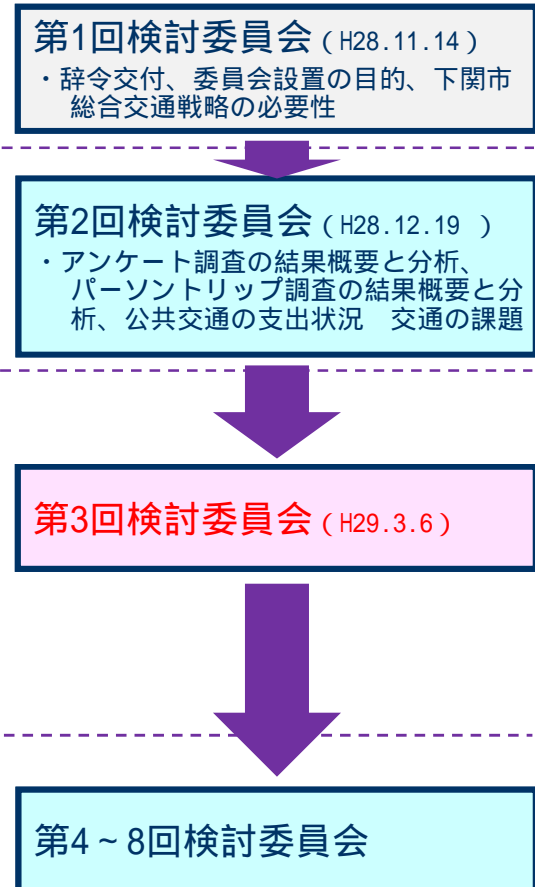 第1回検討委員会（H28.11.14）
・辞令交付、委員会設置の目的、下関市
総合交通戦略の必要性
第2回検討委員会（H28.12.19 ）
・アンケート調査の結果概要と分析、
パーソントリップ調査の結果概要と分
析、公共交通の支出状況　交通の課題
第3回検討委員会（H29.3.6）
第4～8回検討委員会